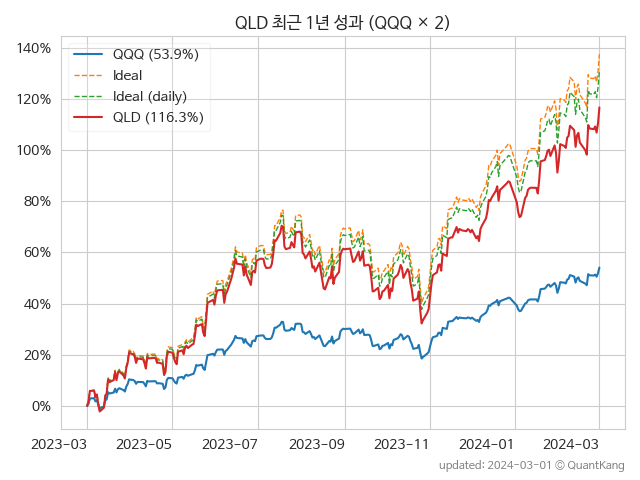 QLD 최근 1년 성과 (QQQ × 2)
QQQ (53.9%)
Ideal
Ideal (daily)
QLD (116.3%)
140%
120%
100%
80%
60%
40%
20%
0%
2023-03 2023-05 2023-07 2023-09 2023-11 2024-01 2024-03
updated: 2024-03-01 © QuantKang